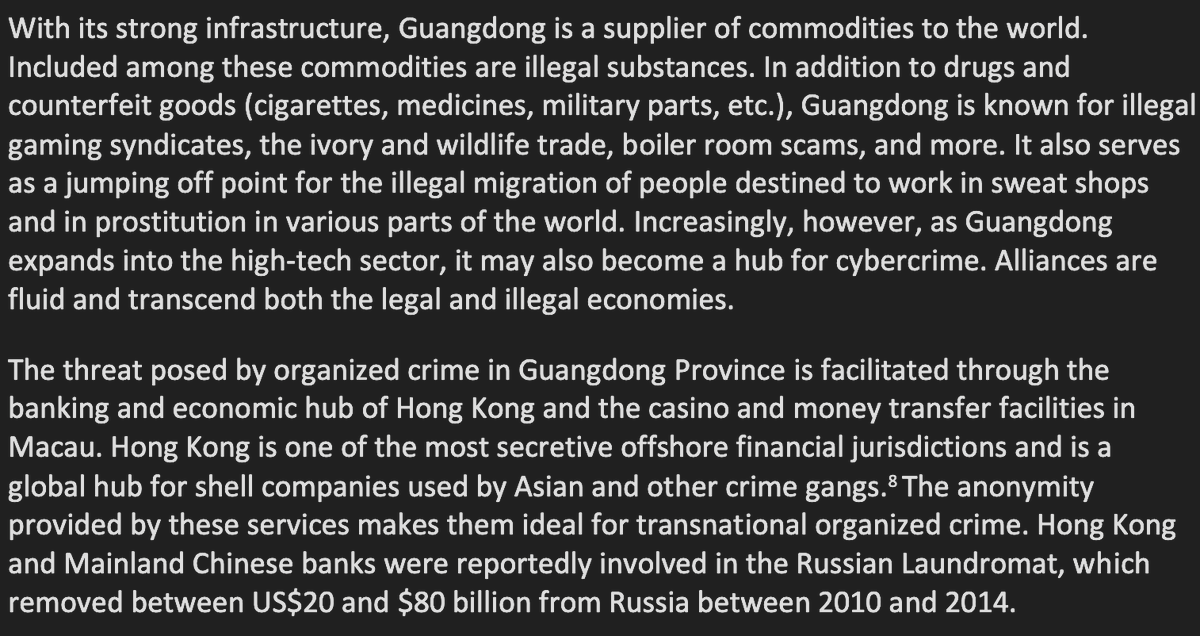 With its strong infrastructure, Guangdong is a supplier of commodities to the world.
Included among these commodities are illegal substances. In addition to drugs and
counterfeit goods (cigarettes, medicines, military parts, etc.), Guangdong is known for illegal
gaming syndicates, the ivory and wildlife trade, boiler room scams, and more. It also serves
as a jumping off point for the illegal migration of people destined to work in sweat shops
and in prostitution in various parts of the world. Increasingly, however, as Guangdong
expands into the high-tech sector, it may also become a hub for cybercrime. Alliances are
fluid and transcend both the legal and illegal economies.
The threat posed by organized crime in Guangdong Province is facilitated through the
banking and economic hub of Hong Kong and the casino and money transfer facilities in
Macau. Hong Kong is one of the most secretive offshore financial jurisdictions and is a
global hub for shell companies used by Asian and other crime gangs.⁸ The anonymity
provided by these services makes them ideal for transnational organized crime. Hong Kong
and Mainland Chinese banks were reportedly involved in the Russian Laundromat, which
removed between US$20 and $80 billion from Russia between 2010 and 2014.